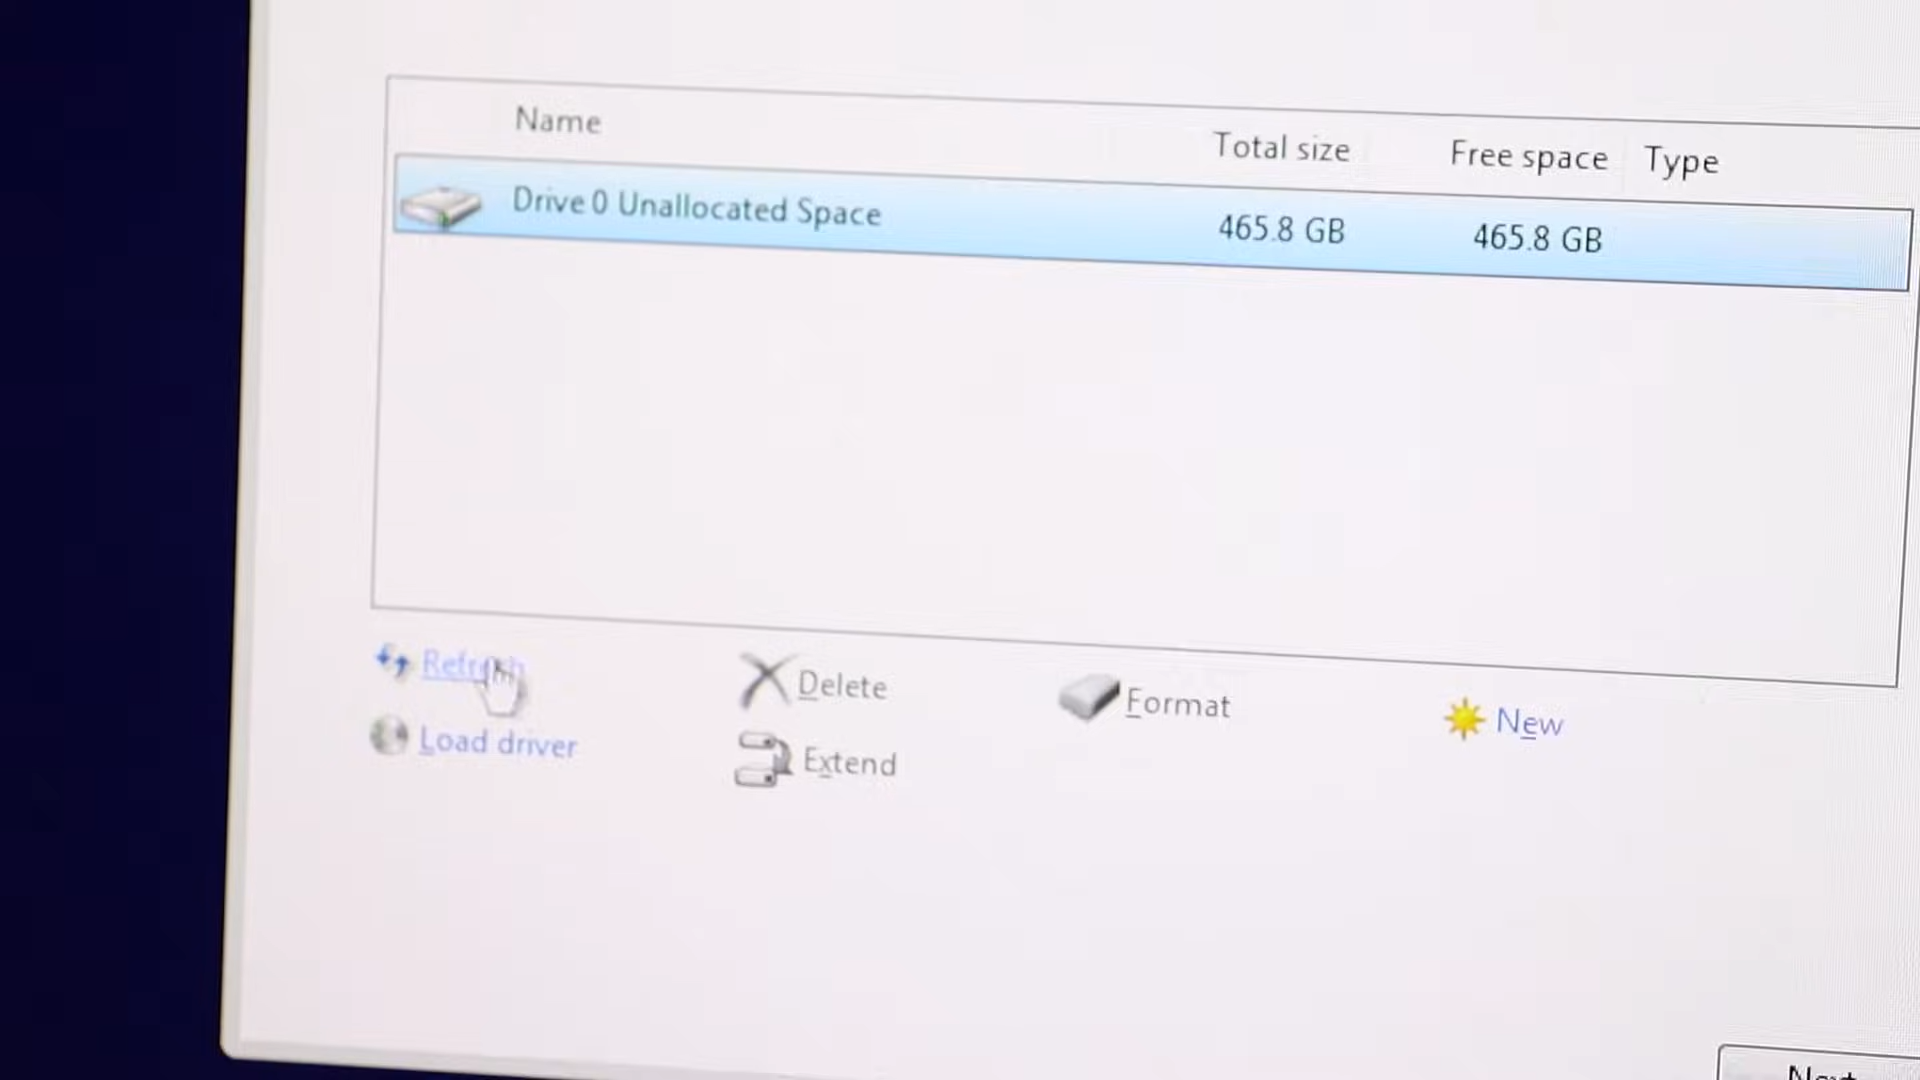 Name Total size Free space Type
Drive 0 Unallocated Space 465.8 GB 465.8 GB
Refresh Delete Format New
Load driver Extend
Next